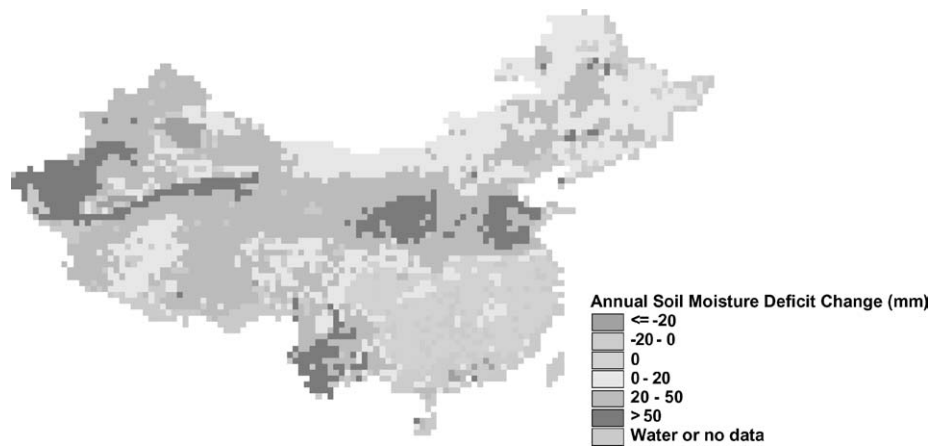 Annual Soil Moisture Deficit Change (mm)
<= -20
-20 - 0
0
0 - 20
20 - 50
> 50
Water or no data